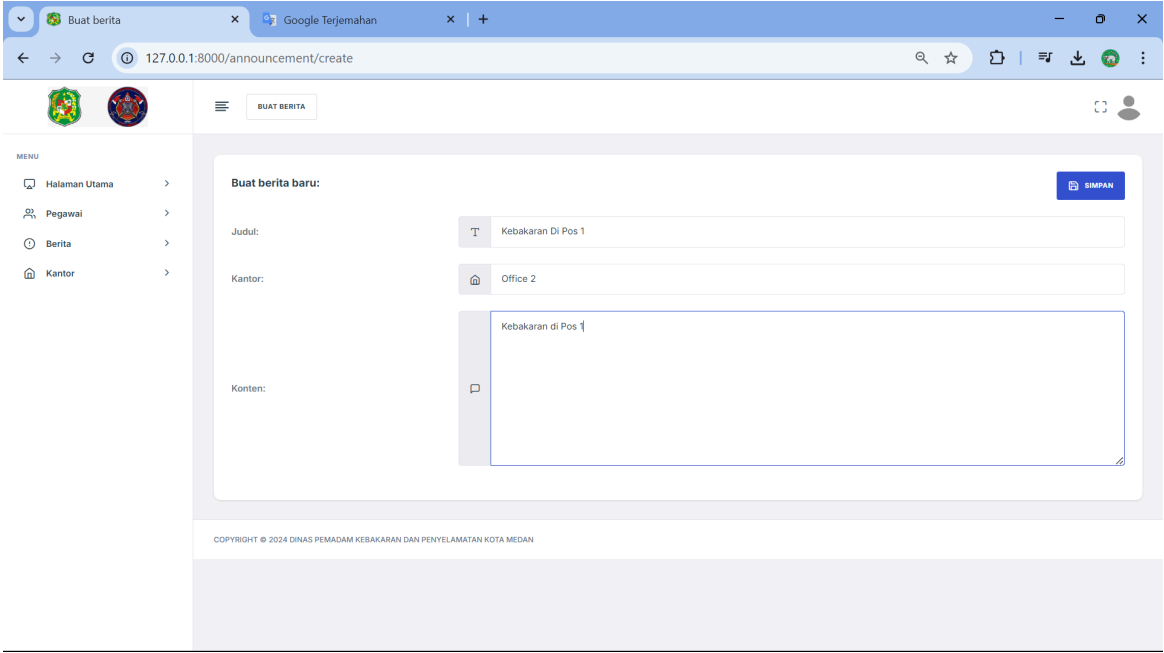 Buat berita
Google Terjemahan
127.0.0.1:8000/announcement/create
BUAT BERITA
MENU
Halaman Utama
Pegawai
Berita
Kantor
Buat berita baru:
SIMPAN
Judul:
T
Kebakaran Di Pos 1
Kantor:
Office 2
Konten:
Kebakaran di Pos 1
COPYRIGHT © 2024 DINAS PEMADAM KEBAKARAN DAN PENYELAMATAN KOTA MEDAN